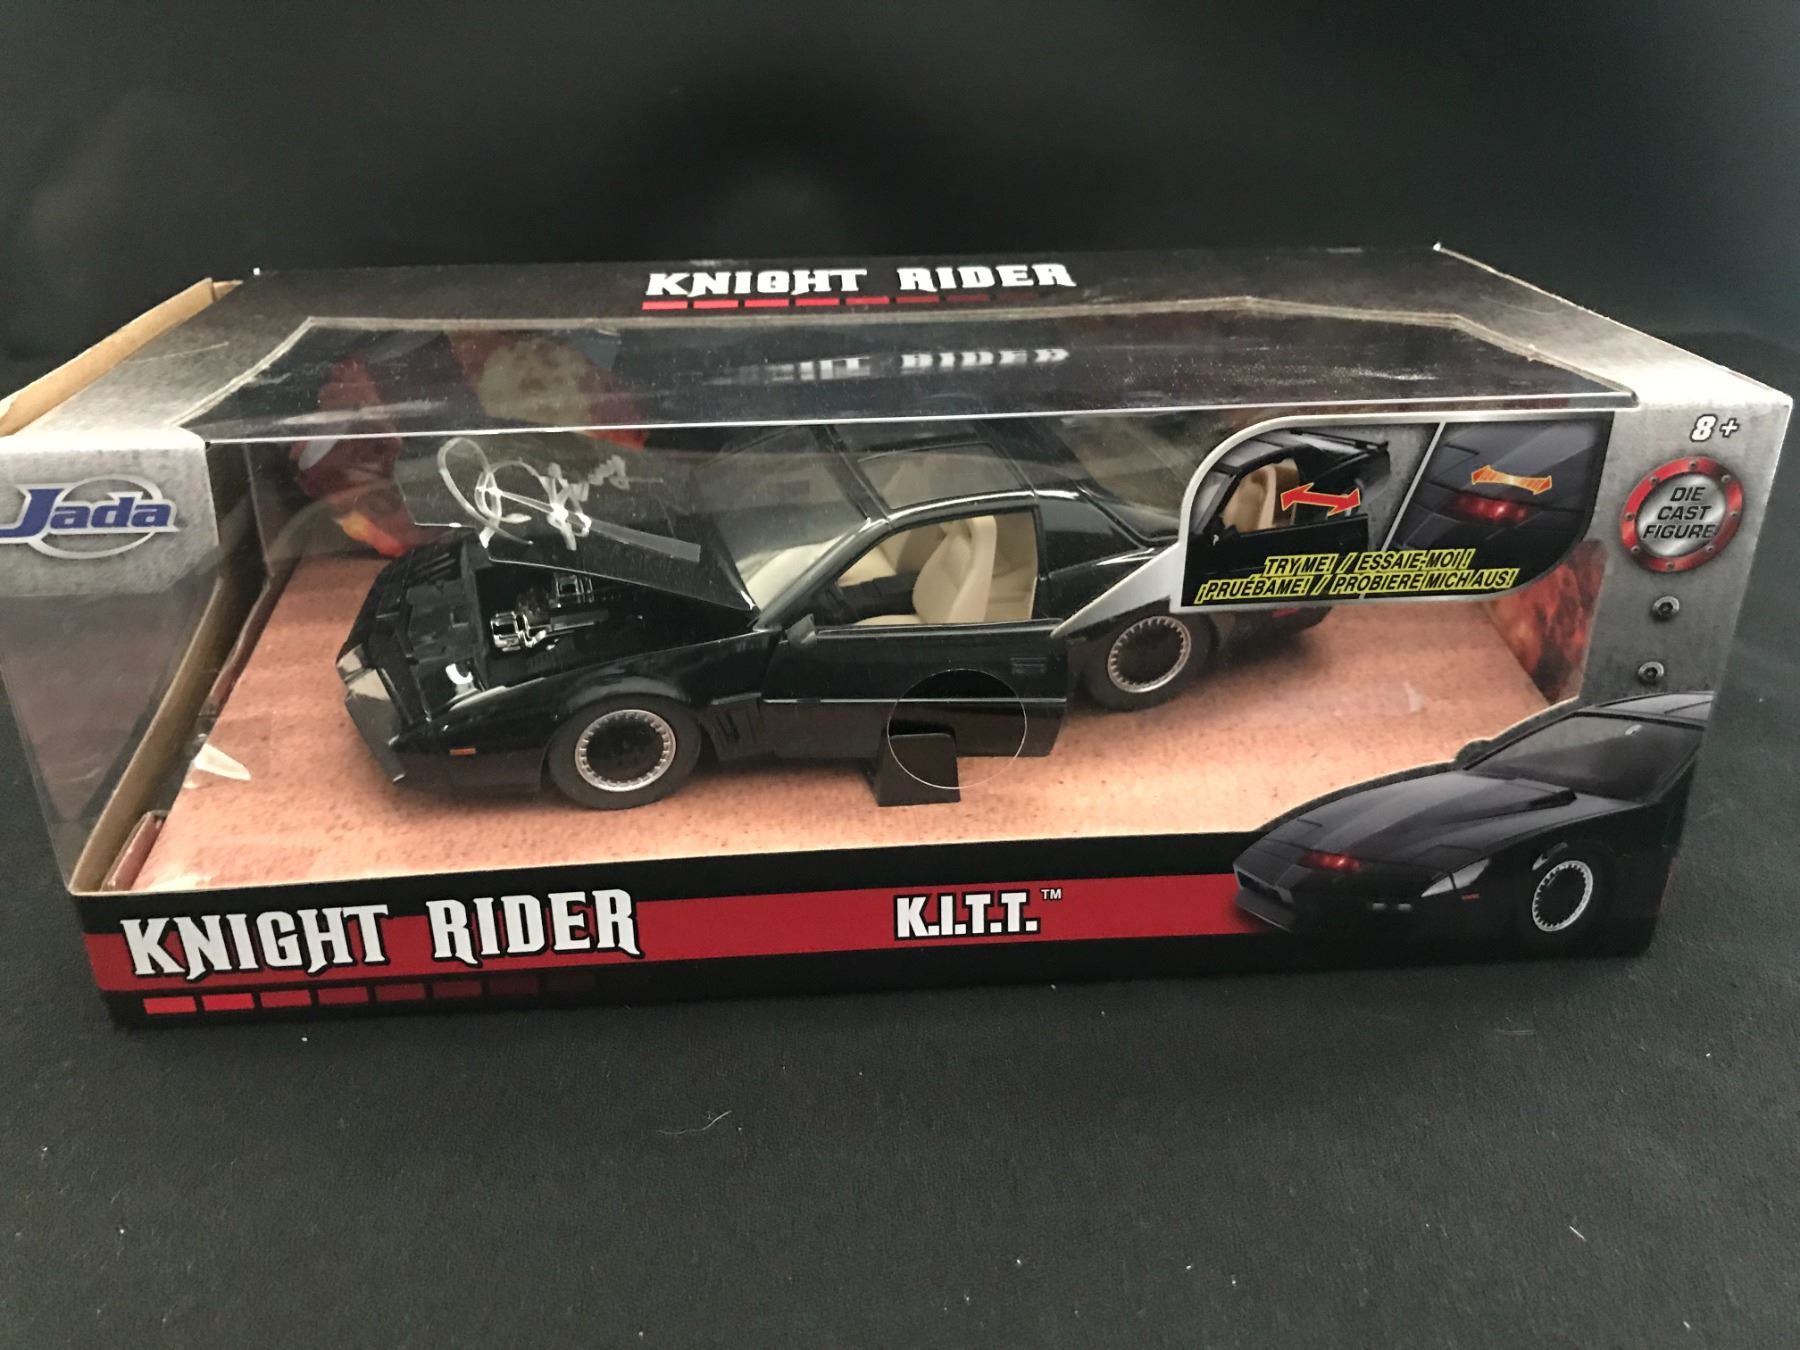 KNIGHT RIDER
8+
Jada
DIE
CAST
FIGURE
TRY ME! / ESSAIE-MOI!
¡PRUÉBAME! / PROBIERE MICH AUS!
KNIGHT RIDER
K.I.T.T.™